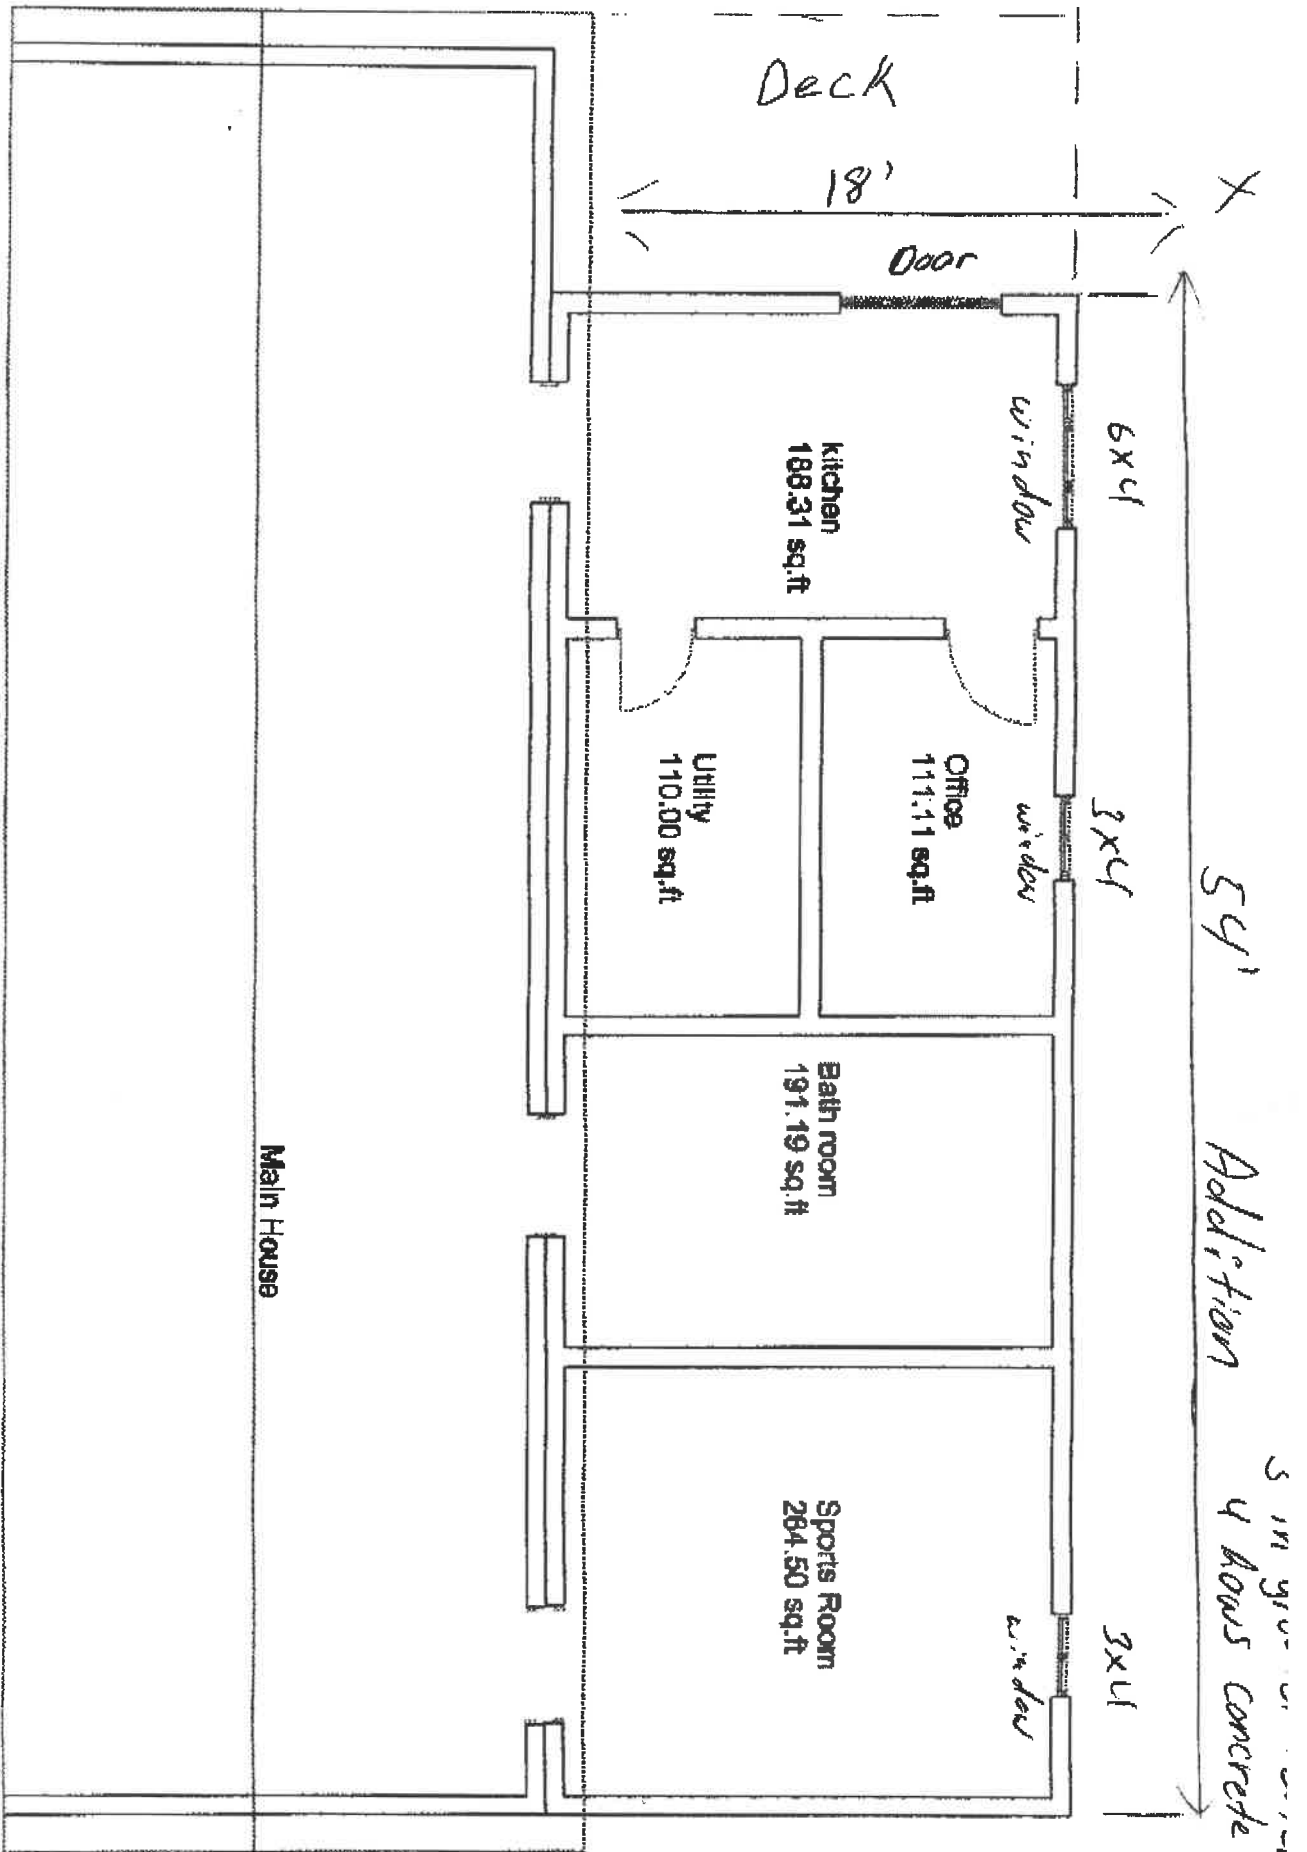 Deck
18'
X
Door
6x4
window
kitchen
188.31 sq.ft
Office
111.11 sq.ft
window
3x4
Utility
110.00 sq.ft
54'
Addition
Bath room
191.19 sq.ft
Main House
Sports Room
264.50 sq.ft
window
3x4
4 Rows Concrete